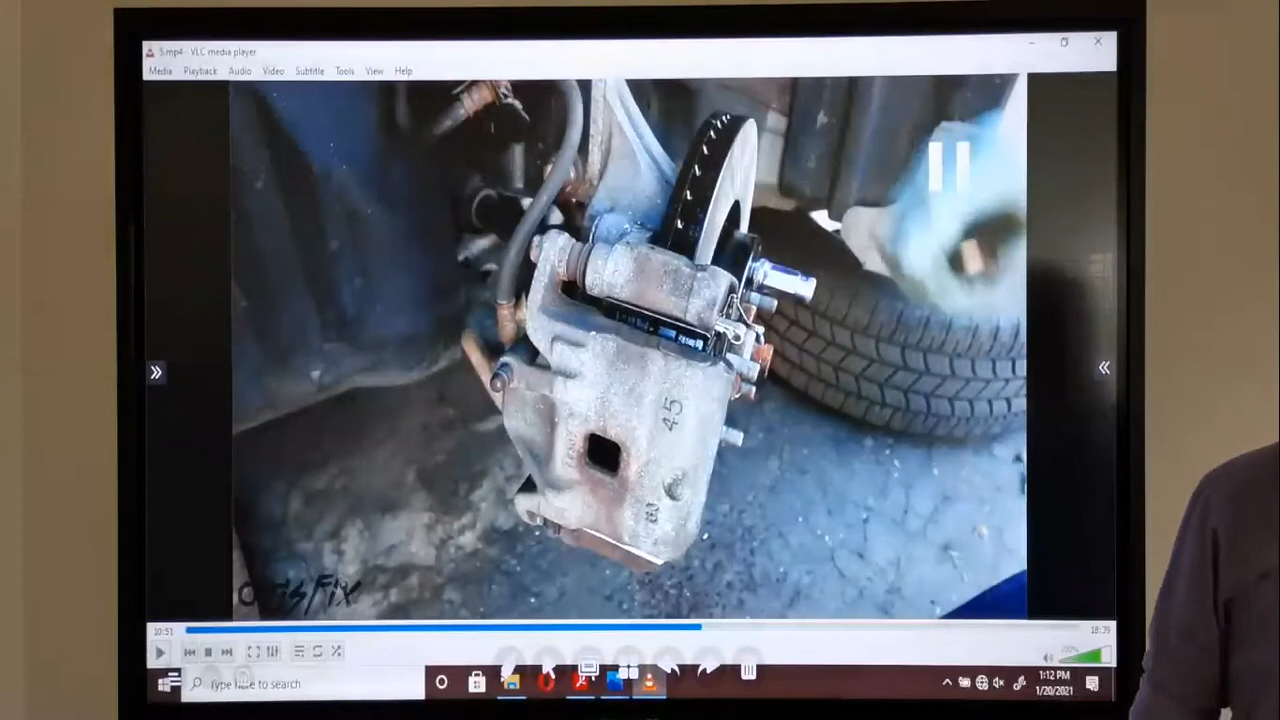 5.mp4 - VLC media player
Media Playback Audio Video Subtitle Tools View Help
45
10:51
18:39
100%
Type here to search
1:12 PM
1/20/2021